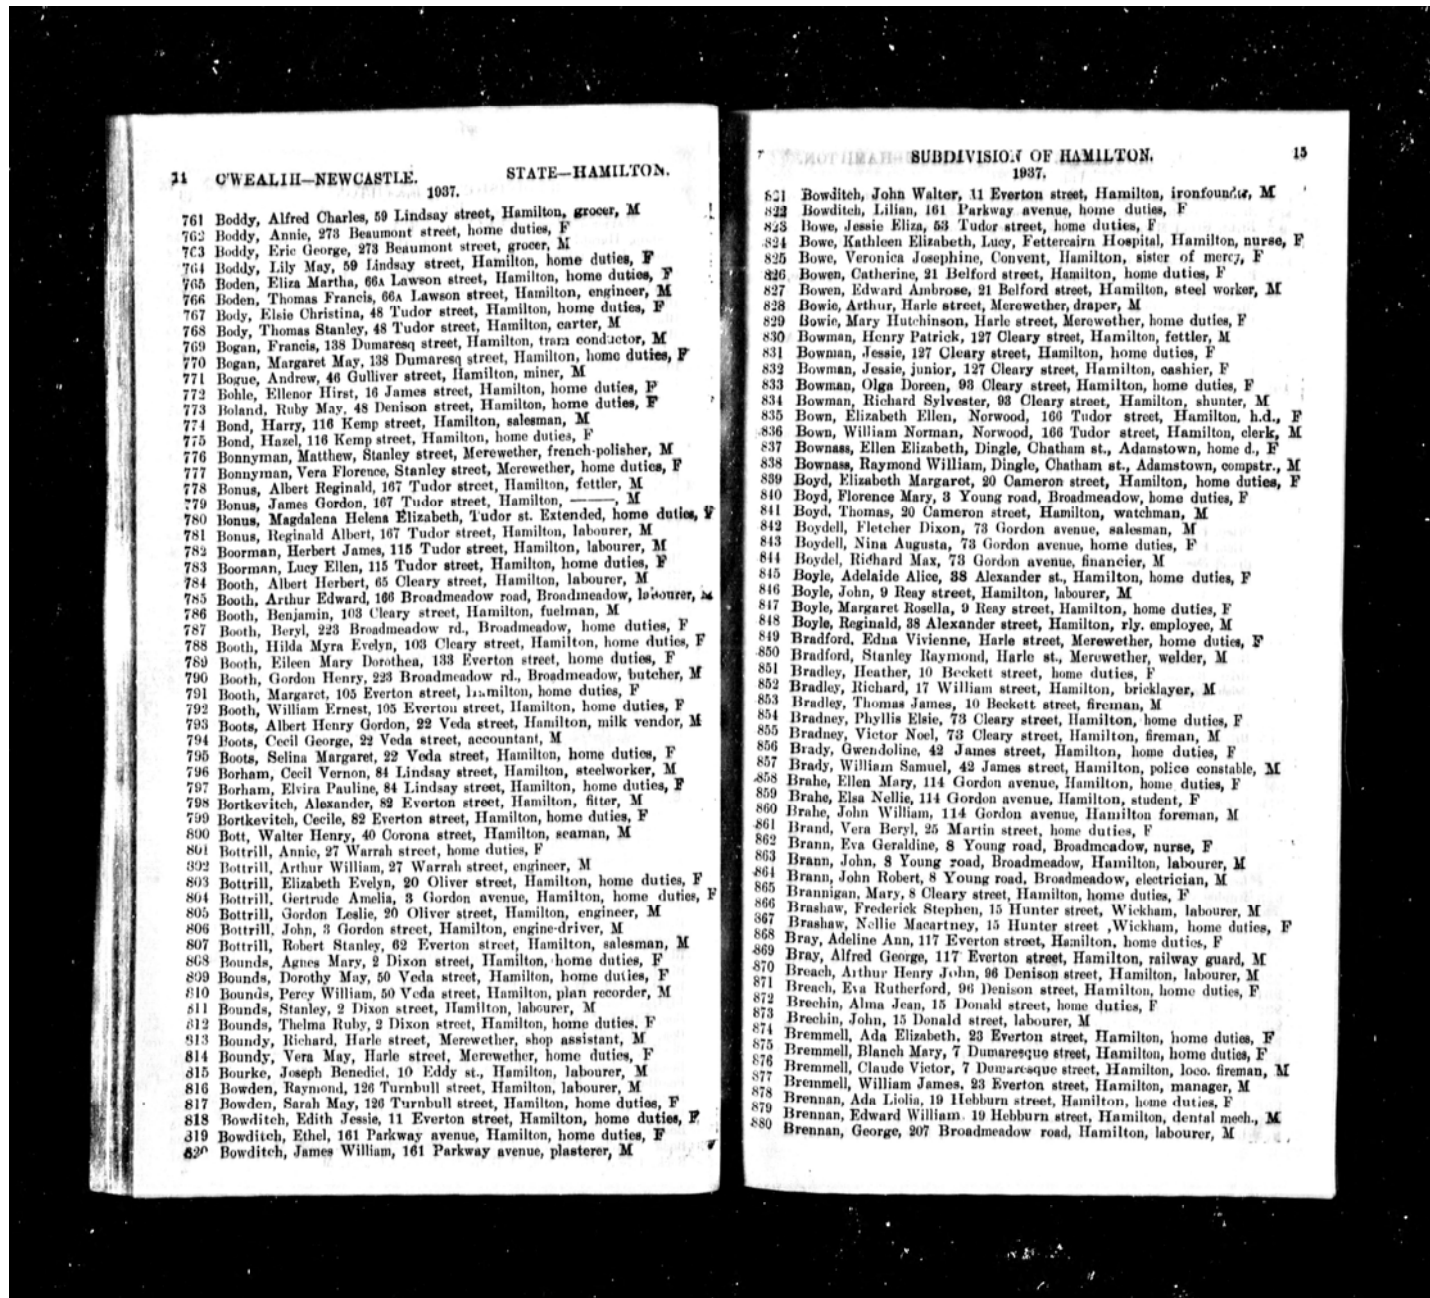 C'WEALTH—NEWCASTLE. STATE—HAMILTON.
1937.
761 Boddy, Alfred Charles, 59 Lindsay street, Hamilton, grocer, M
762 Boddy, Annie, 273 Beaumont street, home duties, F
763 Boddy, Eric George, 273 Beaumont street, grocer, M
764 Boddy, Lily May, 59 Lindsay street, Hamilton, home duties, F
765 Boden, Eliza Martha, 66A Lawson street, Hamilton, home duties, F
766 Boden, Thomas Francis, 66A Lawson street, Hamilton, engineer, M
767 Body, Elsie Christina, 48 Tudor street, Hamilton, home duties, F
768 Body, Thomas Stanley, 48 Tudor street, Hamilton, carter, M
769 Bogan, Francis, 138 Dumaresq street, Hamilton, tram conductor, M
770 Bogan, Margaret May, 138 Dumaresq street, Hamilton, home duties, F
771 Bogue, Andrew, 46 Gulliver street, Hamilton, miner, M
772 Bohle, Ellenor Hirst, 16 James street, Hamilton, home duties, F
773 Boland, Ruby May, 48 Denison street, Hamilton, home duties, F
774 Bond, Harry, 116 Kemp street, Hamilton, salesman, M
775 Bond, Hazel, 116 Kemp street, Hamilton, home duties, F
776 Bonnyman, Matthew, Stanley street, Merewether, french-polisher, M
777 Bonnyman, Vera Florence, Stanley street, Merewether, home duties, F
778 Bonus, Albert Reginald, 167 Tudor street, Hamilton, fettler, M
779 Bonus, James Gordon, 167 Tudor street, Hamilton, ———, M
780 Bonus, Magdalena Helena Elizabeth, Tudor st. Extended, home duties, F
781 Bonus, Reginald Albert, 167 Tudor street, Hamilton, labourer, M
782 Boorman, Herbert James, 115 Tudor street, Hamilton, labourer, M
783 Boorman, Lucy Ellen, 115 Tudor street, Hamilton, home duties, F
784 Booth, Albert Herbert, 65 Cleary street, Hamilton, labourer, M
785 Booth, Arthur Edward, 166 Broadmeadow road, Broadmeadow, labourer, M
786 Booth, Benjamin, 103 Cleary street, Hamilton, fuelman, M
787 Booth, Beryl, 223 Broadmeadow rd., Broadmeadow, home duties, F
788 Booth, Hilda Myra Evelyn, 103 Cleary street, Hamilton, home duties, F
789 Booth, Eileen Mary Dorothea, 133 Everton street, home duties, F
790 Booth, Gordon Henry, 223 Broadmeadow rd., Broadmeadow, butcher, M
791 Booth, Margaret, 105 Everton street, Hamilton, home duties, F
792 Booth, William Ernest, 105 Everton street, Hamilton, home duties, F
793 Boots, Albert Henry Gordon, 22 Veda street, Hamilton, milk vendor, M
794 Boots, Cecil George, 22 Veda street, accountant, M
795 Boots, Selina Margaret, 22 Veda street, Hamilton, home duties, F
796 Borham, Cecil Vernon, 84 Lindsay street, Hamilton, steelworker, M
797 Borham, Elvira Pauline, 84 Lindsay street, Hamilton, home duties, F
798 Bortkevitch, Alexander, 82 Everton street, Hamilton, fitter, M
799 Bortkevitch, Cecile, 82 Everton street, Hamilton, home duties, F
800 Bott, Walter Henry, 40 Corona street, Hamilton, seaman, M
801 Bottrill, Annie, 27 Warrah street, home duties, F
802 Bottrill, Arthur William, 27 Warrah street, engineer, M
803 Bottrill, Elizabeth Evelyn, 20 Oliver street, Hamilton, home duties, F
804 Bottrill, Gertrude Amelia, 3 Gordon avenue, Hamilton, home duties, F
805 Bottrill, Gordon Leslie, 20 Oliver street, Hamilton, engineer, M
806 Bottrill, John, 3 Gordon street, Hamilton, engine-driver, M
807 Bottrill, Robert Stanley, 62 Everton street, Hamilton, salesman, M
808 Bounds, Agnes Mary, 2 Dixon street, Hamilton, home duties, F
809 Bounds, Dorothy May, 50 Veda street, Hamilton, home duties, F
810 Bounds, Percy William, 50 Veda street, Hamilton, plan recorder, M
811 Bounds, Stanley, 2 Dixon street, Hamilton, labourer, M
812 Bounds, Thelma Ruby, 2 Dixon street, Hamilton, home duties. F
813 Boundy, Richard, Harle street, Merewether, shop assistant, M
814 Boundy, Vera May, Harle street, Merewether, home duties, F
815 Bourke, Joseph Benedict, 10 Eddy st., Hamilton, labourer, M
816 Bowden, Raymond, 126 Turnbull street, Hamilton, labourer, M
817 Bowden, Sarah May, 126 Turnbull street, Hamilton, home duties, F
818 Bowditch, Edith Jessie, 11 Everton street, Hamilton, home duties, F
819 Bowditch, Ethel, 161 Parkway avenue, Hamilton, home duties, F
820 Bowditch, James William, 161 Parkway avenue, plasterer, M
SUBDIVISION OF HAMILTON. 15
1937.
821 Bowditch, John Walter, 11 Everton street, Hamilton, ironfounder, M
822 Bowditch, Lilian, 161 Parkway avenue, home duties, F
823 Bowe, Jessie Eliza, 53 Tudor street, home duties, F
824 Bowe, Kathleen Elizabeth, Lucy, Fettercairn Hospital, Hamilton, nurse, F
825 Bowe, Veronica Josephine, Convent, Hamilton, sister of mercy, F
826 Bowen, Catherine, 21 Belford street, Hamilton, home duties, F
827 Bowen, Edward Ambrose, 21 Belford street, Hamilton, steel worker, M
828 Bowie, Arthur, Harle street, Merewether, draper, M
829 Bowie, Mary Hutchinson, Harle street, Merewether, home duties, F
830 Bowman, Henry Patrick, 127 Cleary street, Hamilton, fettler, M
831 Bowman, Jessie, 127 Cleary street, Hamilton, home duties, F
832 Bowman, Jessie, junior, 127 Cleary street, Hamilton, cashier, F
833 Bowman, Olga Doreen, 93 Cleary street, Hamilton, home duties, F
834 Bowman, Richard Sylvester, 93 Cleary street, Hamilton, shunter, M
835 Bown, Elizabeth Ellen, Norwood, 166 Tudor street, Hamilton, h.d., F
836 Bown, William Norman, Norwood, 166 Tudor street, Hamilton, clerk, M
837 Bownass, Ellen Elizabeth, Dingle, Chatham st., Adamstown, home d., F
838 Bownass, Raymond William, Dingle, Chatham st., Adamstown, compstr., M
839 Boyd, Elizabeth Margaret, 20 Cameron street, Hamilton, home duties, F
840 Boyd, Florence Mary, 3 Young road, Broadmeadow, home duties, F
841 Boyd, Thomas, 20 Cameron street, Hamilton, watchman, M
842 Boydell, Fletcher Dixon, 73 Gordon avenue, salesman, M
843 Boydell, Nina Augusta, 73 Gordon avenue, home duties, F
844 Boydel, Richard Max, 73 Gordon avenue, financier, M
845 Boyle, Adelaide Alice, 38 Alexander st., Hamilton, home duties, F
846 Boyle, John, 9 Reay street, Hamilton, labourer, M
847 Boyle, Margaret Rosella, 9 Reay street, Hamilton, home duties, F
848 Boyle, Reginald, 38 Alexander street, Hamilton, rly. employee, M
849 Bradford, Edna Vivienne, Harle street, Merewether, home duties, F
850 Bradford, Stanley Raymond, Harle st., Merewether, welder, M
851 Bradley, Heather, 10 Beckett street, home duties, F
852 Bradley, Richard, 17 William street, Hamilton, bricklayer, M
853 Bradley, Thomas James, 10 Beckett street, fireman, M
854 Bradney, Phyllis Elsie, 73 Cleary street, Hamilton, home duties, F
855 Bradney, Victor Noel, 73 Cleary street, Hamilton, fireman, M
856 Brady, Gwendoline, 42 James street, Hamilton, home duties, F
857 Brady, William Samuel, 42 James street, Hamilton, police constable, M
858 Brahe, Ellen Mary, 114 Gordon avenue, Hamilton, home duties, F
859 Brahe, Elsa Nellie, 114 Gordon avenue, Hamilton, student, F
860 Brahe, John William, 114 Gordon avenue, Hamilton foreman, M
861 Brand, Vera Beryl, 25 Martin street, home duties, F
862 Brann, Eva Geraldine, 8 Young road, Broadmeadow, nurse, F
863 Brann, John, 8 Young road, Broadmeadow, Hamilton, labourer, M
864 Brann, John Robert, 8 Young road, Broadmeadow, electrician, M
865 Brannigan, Mary, 8 Cleary street, Hamilton, home duties, F
866 Brashaw, Frederick Stephen, 15 Hunter street, Wickham, labourer, M
867 Brashaw, Nellie Macartney, 15 Hunter street ,Wickham, home duties, F
868 Bray, Adeline Ann, 117 Everton street, Hamilton, home duties, F
869 Bray, Alfred George, 117 Everton street, Hamilton, railway guard, M
870 Breach, Arthur Henry John, 96 Denison street, Hamilton, labourer, M
871 Breach, Eva Rutherford, 96 Denison street, Hamilton, home duties, F
872 Brechin, Alma Jean, 15 Donald street, home duties, F
873 Brechin, John, 15 Donald street, labourer, M
874 Bremmell, Ada Elizabeth, 23 Everton street, Hamilton, home duties, F
875 Bremmell, Blanch Mary, 7 Dumaresque street, Hamilton, home duties, F
876 Bremmell, Claude Victor, 7 Dumaresque street, Hamilton, loco. fireman, M
877 Bremmell, William James, 23 Everton street, Hamilton, manager, M
878 Brennan, Ada Liolia, 19 Hebburn street, Hamilton, home duties, F
879 Brennan, Edward William, 19 Hebburn street, Hamilton, dental mech., M
880 Brennan, George, 207 Broadmeadow road, Hamilton, labourer, M